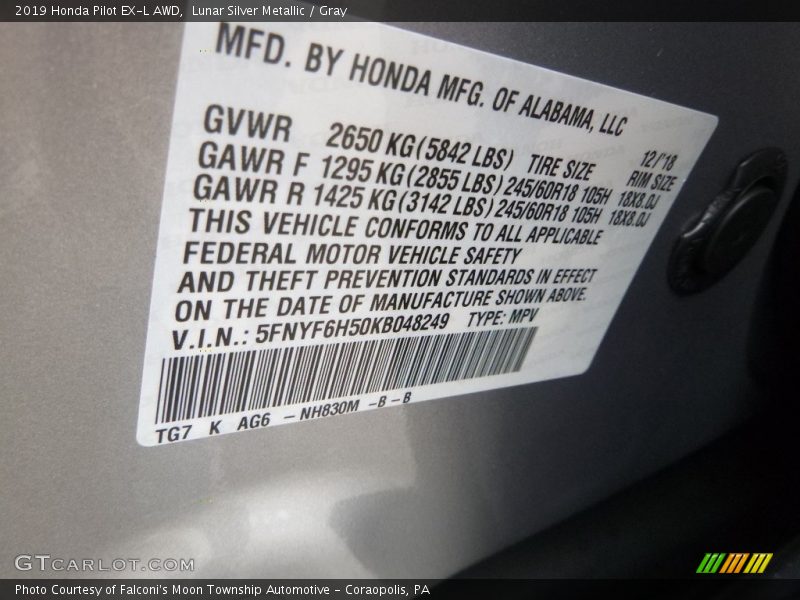 2019 Honda Pilot EX-L AWD, Lunar Silver Metallic / Gray
MFD. BY HONDA MFG. OF ALABAMA, LLC
12/'18
GVWR 2650 KG (5842 LBS) TIRE SIZE RIM SIZE
GAWR F 1295 KG (2855 LBS) 245/60R18 105H 18X8.0J
GAWR R 1425 KG (3142 LBS) 245/60R18 105H 18X8.0J
THIS VEHICLE CONFORMS TO ALL APPLICABLE
FEDERAL MOTOR VEHICLE SAFETY
AND THEFT PREVENTION STANDARDS IN EFFECT
ON THE DATE OF MANUFACTURE SHOWN ABOVE.
V.I.N.: 5FNYF6H50KB048249 TYPE: MPV
TG7 K AG6 – NH830M –B – B
GTCARLOT.COM
Photo Courtesy of Falconi's Moon Township Automotive – Coraopolis, PA